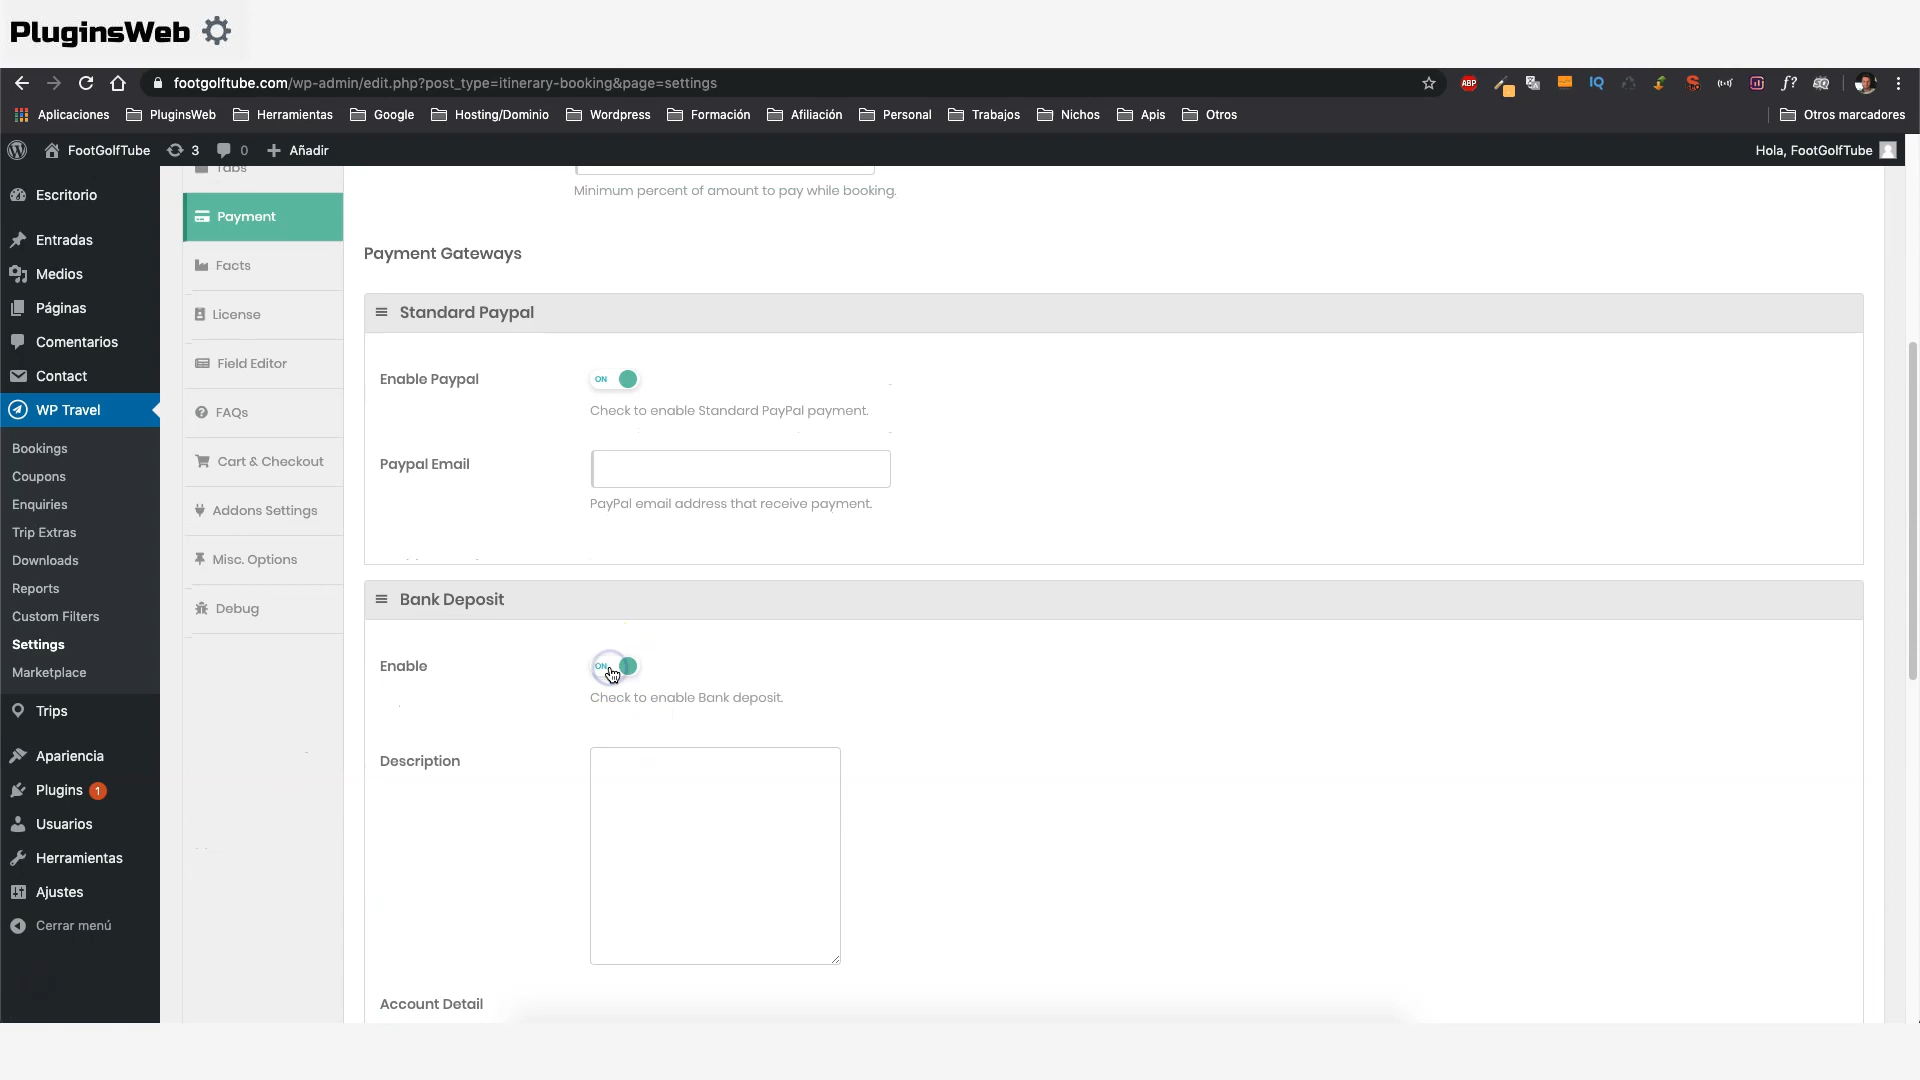 PluginsWeb
footgolftube.com/wp-admin/edit.php?post_type=itinerary-booking&page=settings
ABP
IQ
f?
Aplicaciones
PluginsWeb
Herramientas
Google
Hosting/Dominio
Wordpress
Formación
Afiliación
Personal
Trabajos
Nichos
Apis
Otros
Otros marcadores
FootGolfTube
3
0
Añadir
Hola, FootGolfTube
Escritorio
Entradas
Medios
Páginas
Comentarios
Contact
WP Travel
Bookings
Coupons
Enquiries
Trip Extras
Downloads
Reports
Custom Filters
Settings
Marketplace
Trips
Apariencia
Plugins 1
Usuarios
Herramientas
Ajustes
Cerrar menú
Tabs
Payment
Facts
License
Field Editor
FAQs
Cart & Checkout
Addons Settings
Misc. Options
Debug
Minimum percent of amount to pay while booking.
Payment Gateways
Standard Paypal
Enable Paypal
ON
Check to enable Standard PayPal payment.
Paypal Email
PayPal email address that receive payment.
Bank Deposit
Enable
ON
Check to enable Bank deposit.
Description
Account Detail